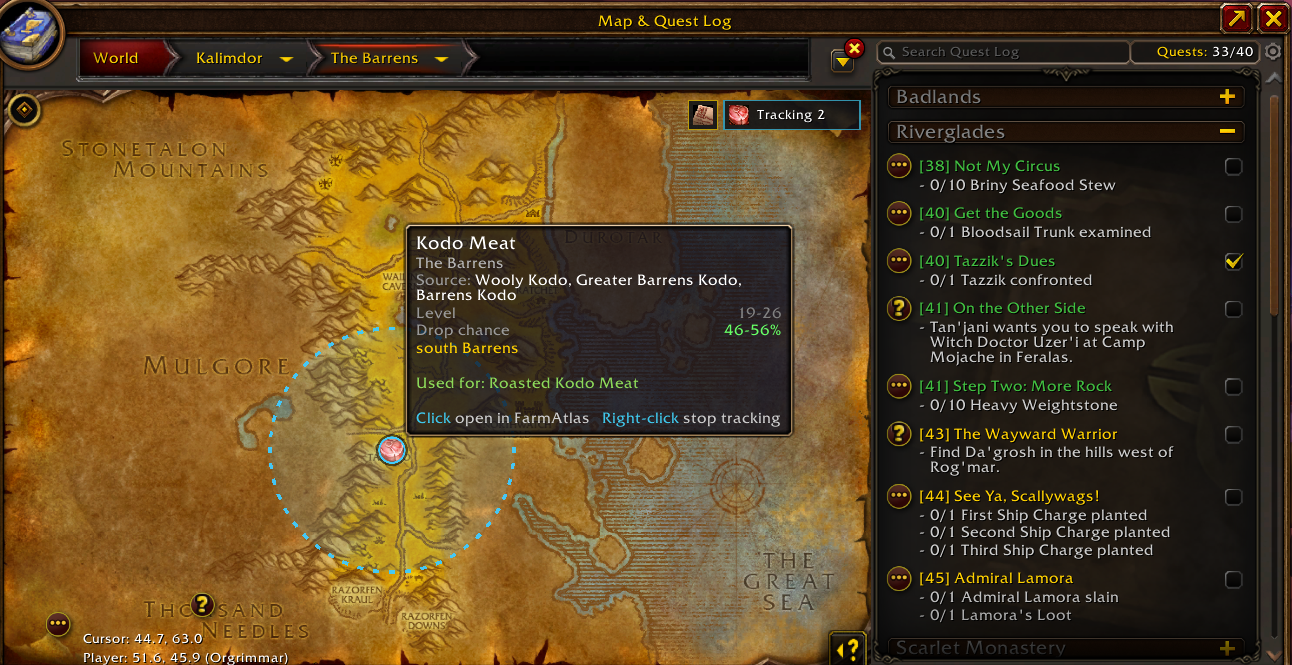 Map & Quest Log
World
Kalimdor
The Barrens
Search Quest Log
Quests: 33/40
Tracking 2
STONETALON
MOUNTAINS
DUROTAR
MULGORE
Kodo Meat
The Barrens
Source: Wooly Kodo, Greater Barrens Kodo,
Barrens Kodo
Level 19-26
Drop chance 46-56%
south Barrens
Used for: Roasted Kodo Meat
Click open in FarmAtlas Right-click stop tracking
THE
GREAT
SEA
RAZORFEN
KRAUL
RAZORFEN
DOWNS
NEEDLES
Cursor: 44.7, 63.0
Player: 51.6, 45.9 (Orgrimmar)
Badlands
Riverglades
[38] Not My Circus
- 0/10 Briny Seafood Stew
[40] Get the Goods
- 0/1 Bloodsail Trunk examined
[40] Tazzik's Dues
- 0/1 Tazzik confronted
[41] On the Other Side
- Tan'jani wants you to speak with
Witch Doctor Uzer'i at Camp
Mojache in Feralas.
[41] Step Two: More Rock
- 0/10 Heavy Weightstone
[43] The Wayward Warrior
- Find Da'grosh in the hills west of
Rog'mar.
[44] See Ya, Scallywags!
- 0/1 First Ship Charge planted
- 0/1 Second Ship Charge planted
- 0/1 Third Ship Charge planted
[45] Admiral Lamora
- 0/1 Admiral Lamora slain
- 0/1 Lamora's Loot
Scarlet Monastery